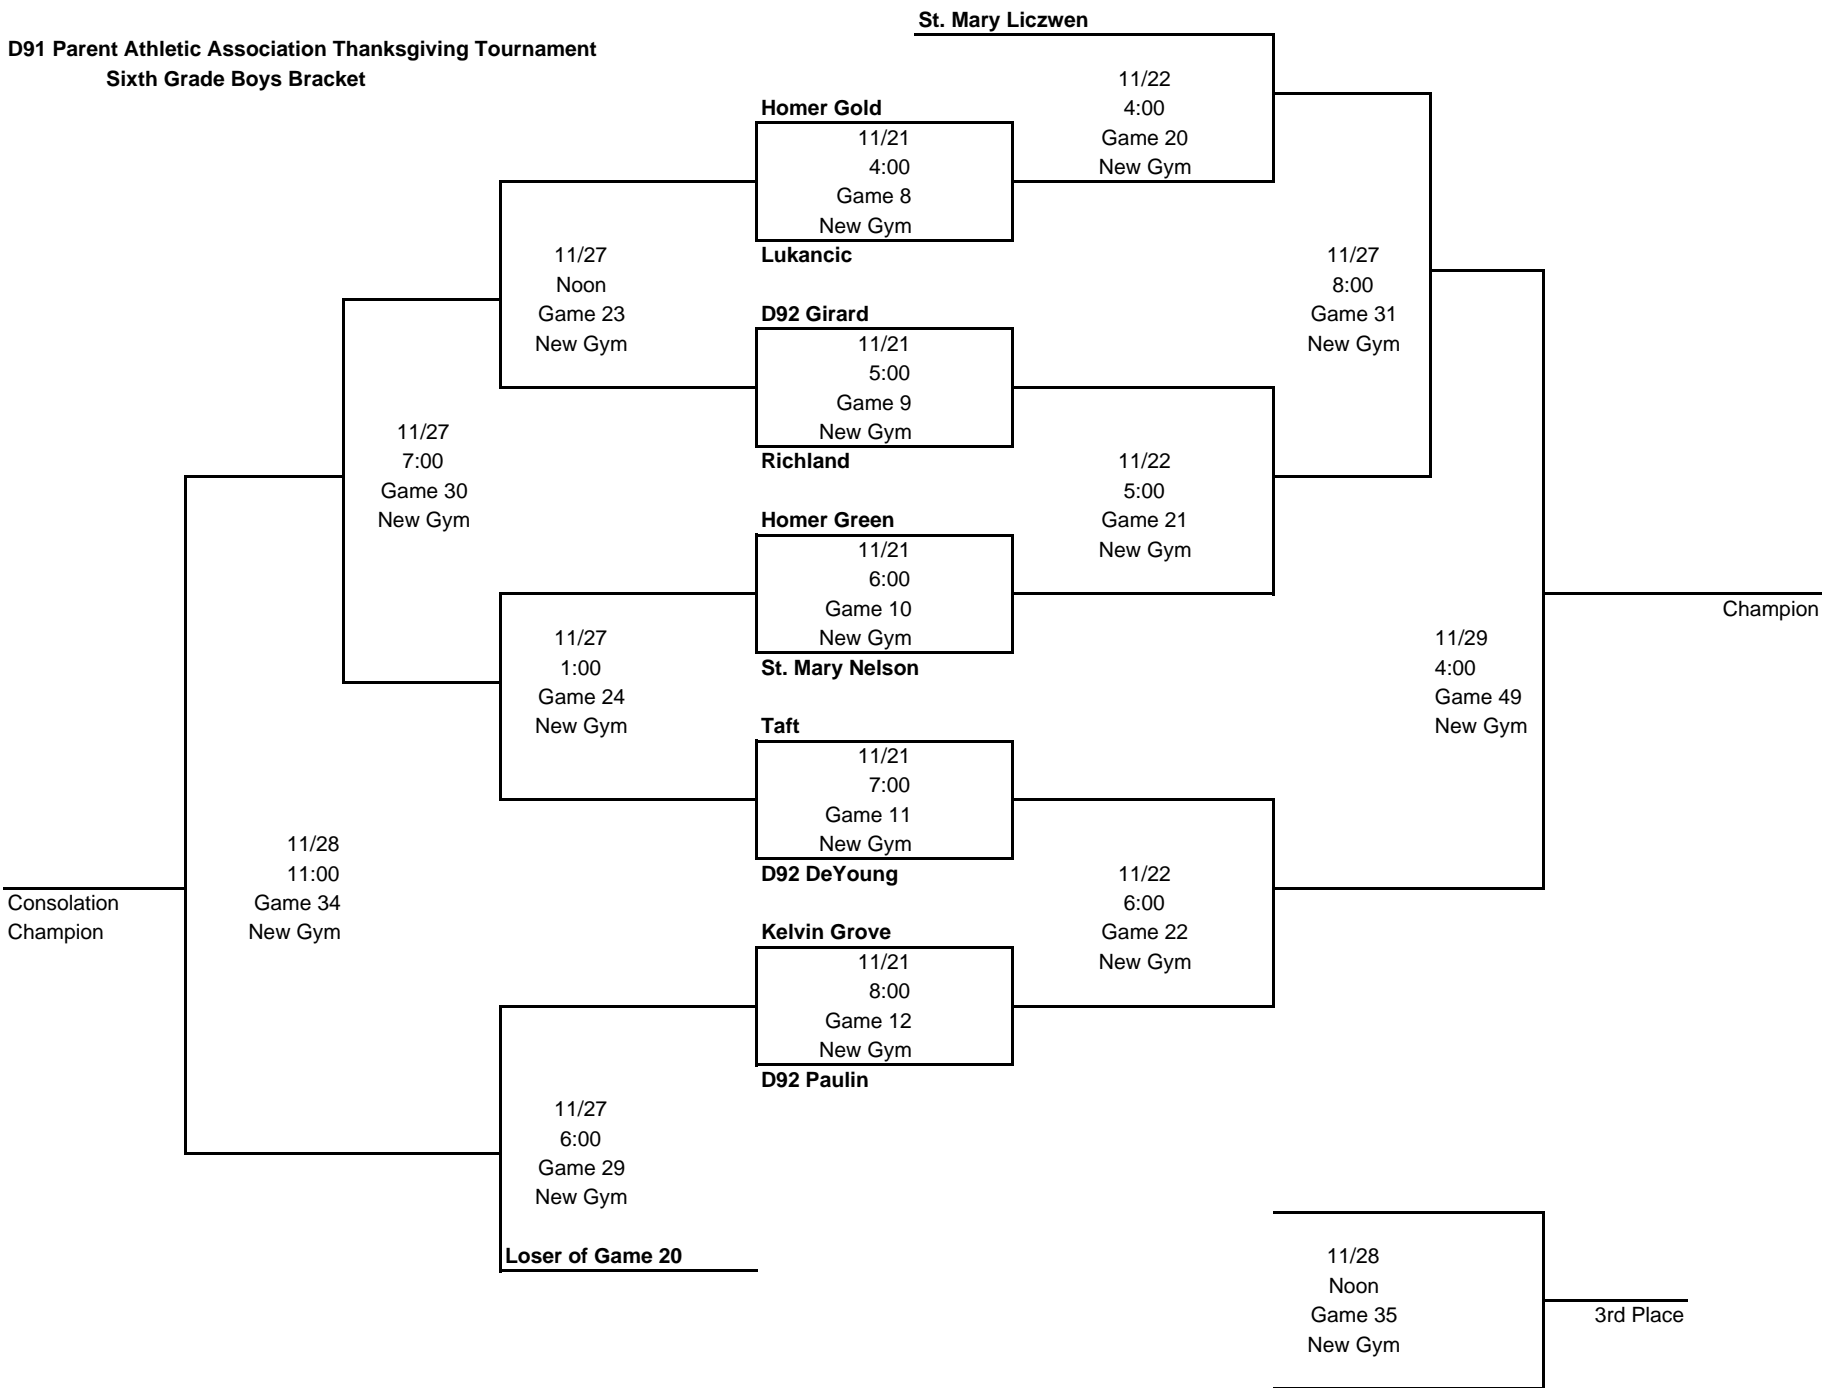 St. Mary Liczwen
D91 Parent Athletic Association Thanksgiving Tournament
Sixth Grade Boys Bracket
11/22
4:00
Game 20
New Gym
Homer Gold
11/21
4:00
Game 8
New Gym
Lukancic
11/27
Noon
Game 23
New Gym
11/27
8:00
Game 31
New Gym
D92 Girard
11/21
5:00
Game 9
New Gym
Richland
11/27
7:00
Game 30
New Gym
11/22
5:00
Game 21
New Gym
Homer Green
11/21
6:00
Game 10
New Gym
St. Mary Nelson
Champion
11/27
1:00
Game 24
New Gym
11/29
4:00
Game 49
New Gym
Taft
11/21
7:00
Game 11
New Gym
D92 DeYoung
11/28
11:00
Game 34
New Gym
Consolation
Champion
11/22
6:00
Game 22
New Gym
Kelvin Grove
11/21
8:00
Game 12
New Gym
D92 Paulin
11/27
6:00
Game 29
New Gym
Loser of Game 20
11/28
Noon
Game 35
New Gym
3rd Place